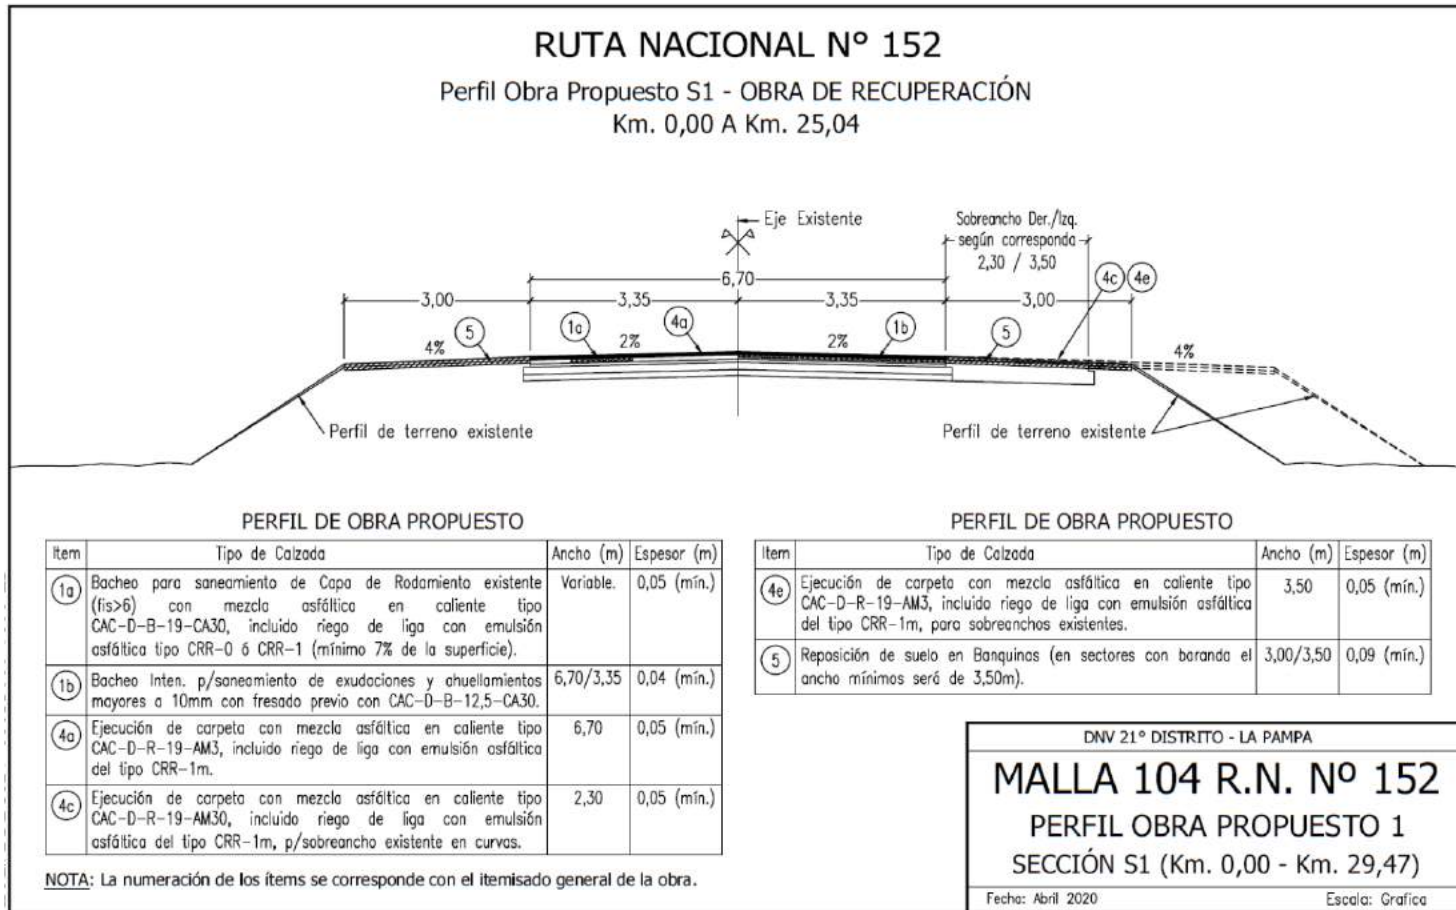 RUTA NACIONAL N° 152
Perfil Obra Propuesto S1 - OBRA DE RECUPERACIÓN
Km. 0,00 A Km. 25,04
Eje Existente
Sobreancho Der./Izq.
según corresponda
2,30 / 3,50
6,70
3,00
3,35
3,35
3,00
4c
4e
4%
5
1a
2%
4a
2%
1b
5
4%
Perfil de terreno existente
Perfil de terreno existente
PERFIL DE OBRA PROPUESTO
Item Tipo de Calzada Ancho (m) Espesor (m)
1a Bacheo para saneamiento de Capa de Rodamiento existente Variable. 0,05 (mín.)
(fis>6) con mezcla asfáltica en caliente tipo
CAC-D-B-19-CA30, incluido riego de liga con emulsión
asfáltica tipo CRR-0 ó CRR-1 (mínimo 7% de la superficie).
1b Bacheo Inten. p/saneamiento de exudaciones y ahuellamientos 6,70/3,35 0,04 (mín.)
mayores a 10mm con fresado previo con CAC-D-B-12,5-CA30.
4a Ejecución de carpeta con mezcla asfáltica en caliente tipo 6,70 0,05 (mín.)
CAC-D-R-19-AM3, incluido riego de liga con emulsión asfáltica
del tipo CRR-1m.
4c Ejecución de carpeta con mezcla asfáltica en caliente tipo 2,30 0,05 (mín.)
CAC-D-R-19-AM30, incluido riego de liga con emulsión
asfáltica del tipo CRR-1m, p/sobreancho existente en curvas.
NOTA: La numeración de los ítems se corresponde con el itemisado general de la obra.
PERFIL DE OBRA PROPUESTO
Item Tipo de Calzada Ancho (m) Espesor (m)
4e Ejecución de carpeta con mezcla asfáltica en caliente tipo 3,50 0,05 (mín.)
CAC-D-R-19-AM3, incluido riego de liga con emulsión asfáltica
del tipo CRR-1m, para sobreanchos existentes.
5 Reposición de suelo en Banquinas (en sectores con baranda el 3,00/3,50 0,09 (mín.)
ancho mínimos será de 3,50m).
DNV 21° DISTRITO - LA PAMPA
MALLA 104 R.N. Nº 152
PERFIL OBRA PROPUESTO 1
SECCIÓN S1 (Km. 0,00 - Km. 29,47)
Fecha: Abril 2020 Escala: Grafica